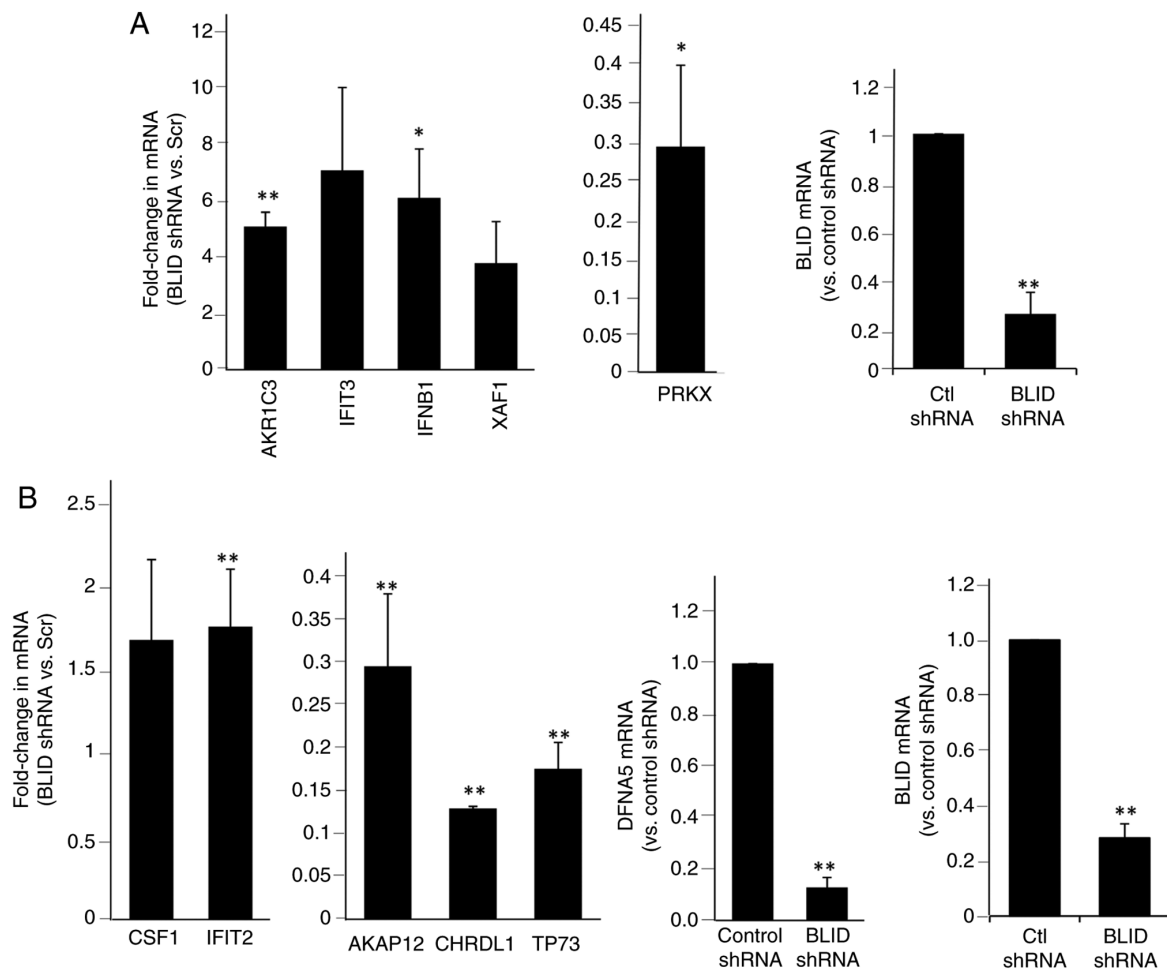 A
Fold-change in mRNA
(BLID shRNA vs. Scr)
12
10
8
6
4
2
0
**
*
AKR1C3
IFIT3
IFNB1
XAF1
0.45
0.4
0.35
0.3
0.25
0.2
0.15
0.1
0.05
0
*
PRKX
BLID mRNA
(vs. control shRNA)
1.2
1
0.8
0.6
0.4
0.2
0
**
Ctl
shRNA
BLID
shRNA
B
Fold-change in mRNA
(BLID shRNA vs. Scr)
2.5
2
1.5
1
0.5
0
**
CSF1
IFIT2
0.4
0.35
0.3
0.25
0.2
0.15
0.1
0.05
0
**
**
**
AKAP12
CHRDL1
TP73
DFNA5 mRNA
(vs. control shRNA)
1.2
1.0
0.8
0.6
0.4
0.2
0.0
**
Control
shRNA
BLID
shRNA
BLID mRNA
(vs. control shRNA)
1.2
1.0
0.8
0.6
0.4
0.2
0
**
Ctl
shRNA
BLID
shRNA